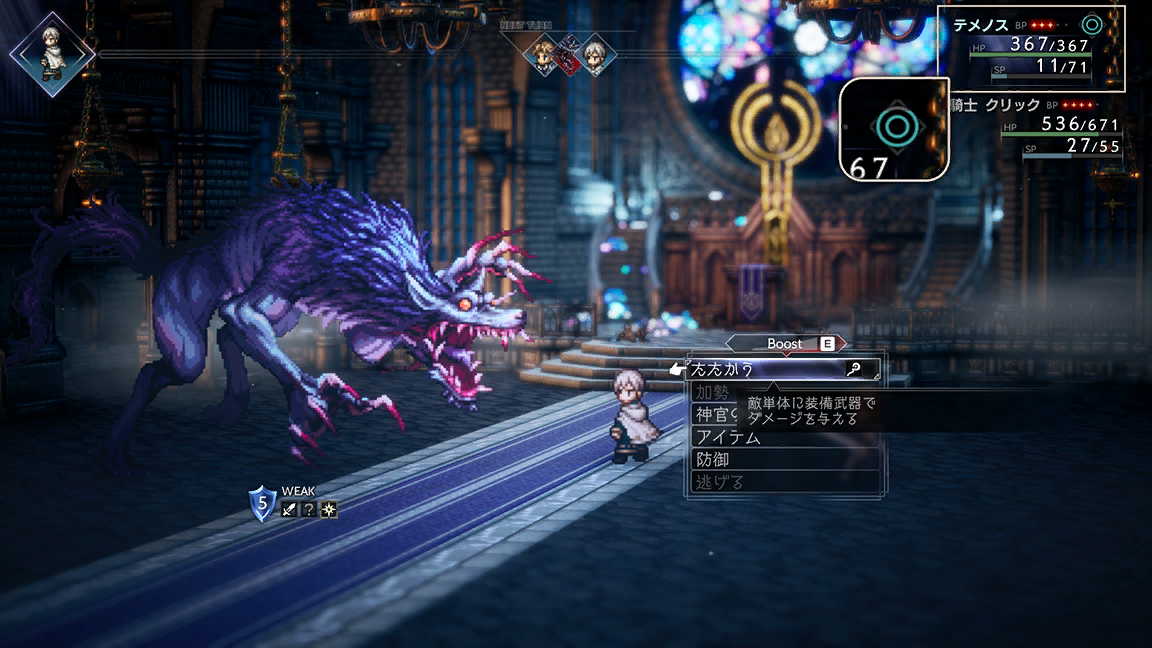 NEXT TURN
テメノス BP
HP 367/367
SP 11/71
騎士 クリック BP
HP 536/671
SP 27/55
67
Boost E
たたかう
加勢
敵単体に装備武器で
ダメージを与える
神官の
アイテム
防御
逃げる
5 WEAK
?